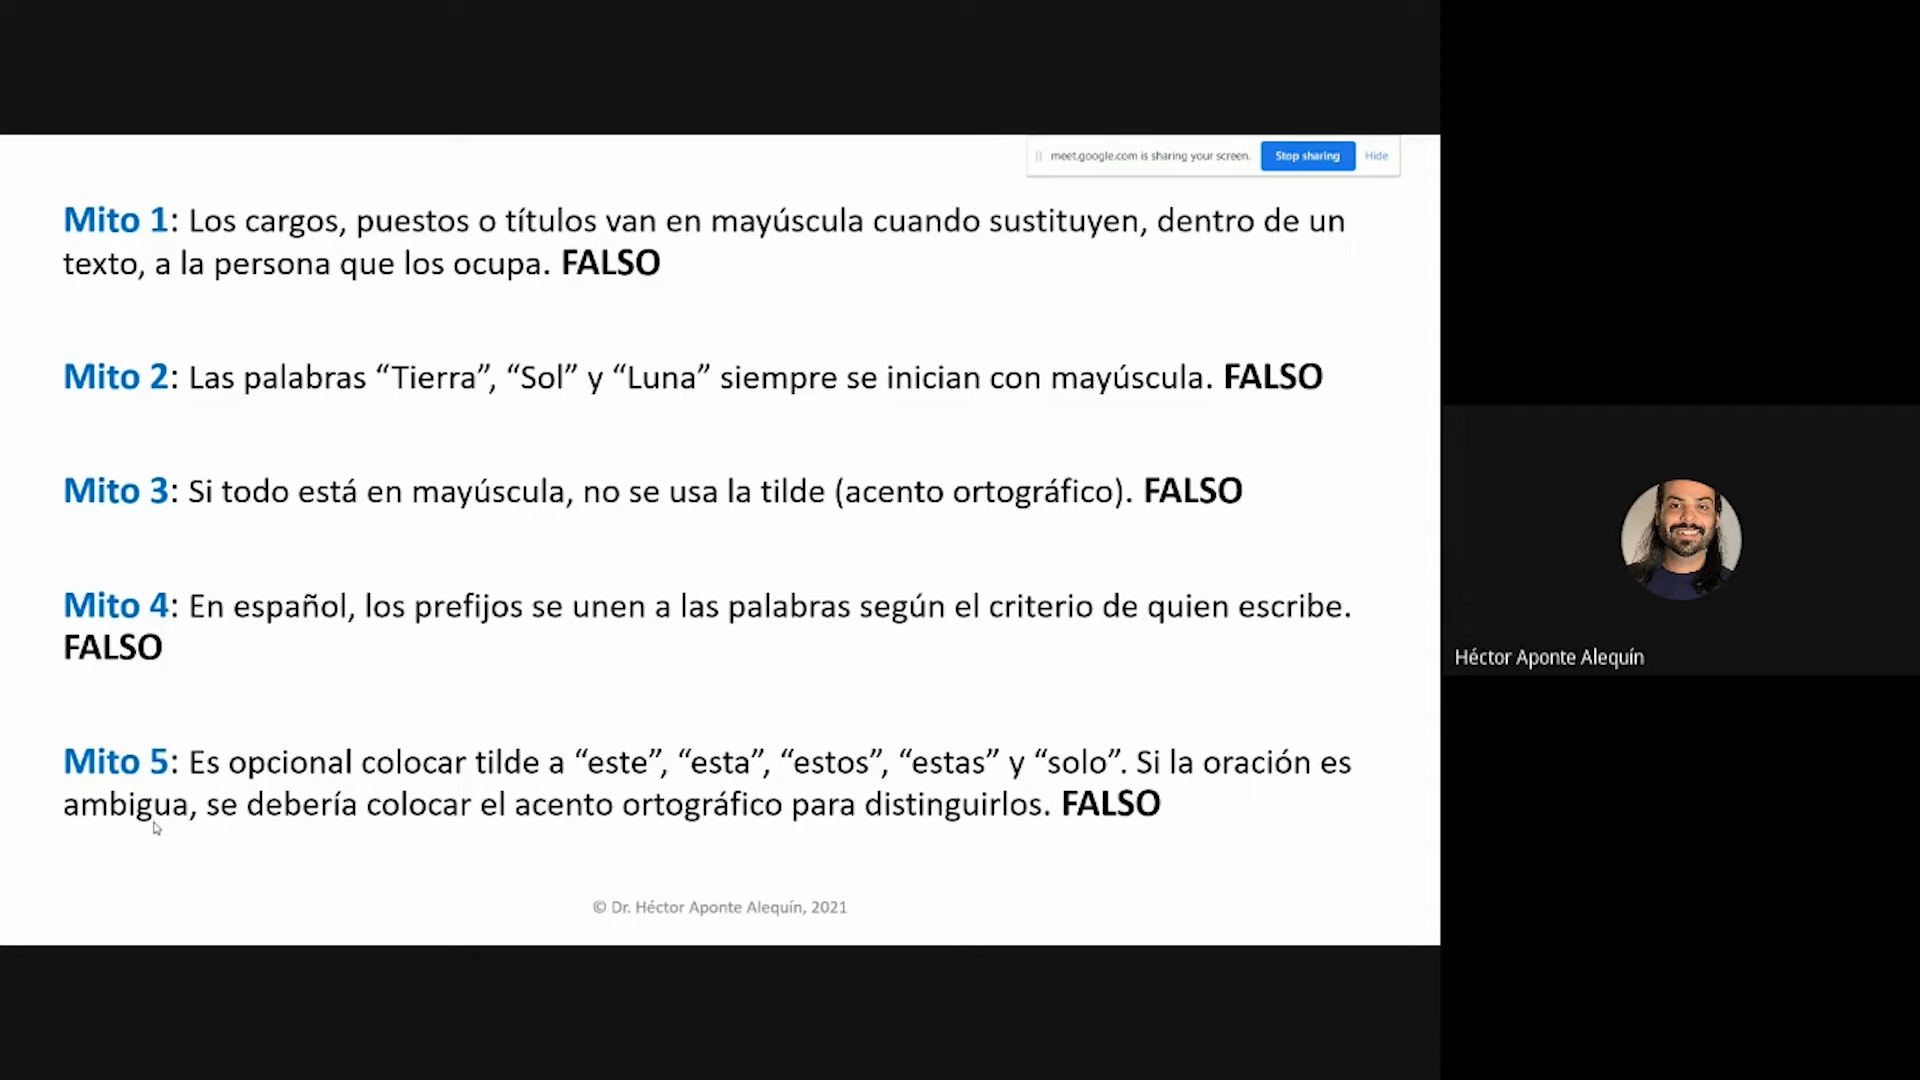 meet.google.com is sharing your screen. Stop sharing Hide
Mito 1: Los cargos, puestos o títulos van en mayúscula cuando sustituyen, dentro de un
texto, a la persona que los ocupa. FALSO
Mito 2: Las palabras “Tierra”, “Sol” y “Luna” siempre se inician con mayúscula. FALSO
Mito 3: Si todo está en mayúscula, no se usa la tilde (acento ortográfico). FALSO
Mito 4: En español, los prefijos se unen a las palabras según el criterio de quien escribe.
FALSO
Mito 5: Es opcional colocar tilde a “este”, “esta”, “estos”, “estas” y “solo”. Si la oración es
ambigua, se debería colocar el acento ortográfico para distinguirlos. FALSO
© Dr. Héctor Aponte Alequín, 2021
Héctor Aponte Alequín